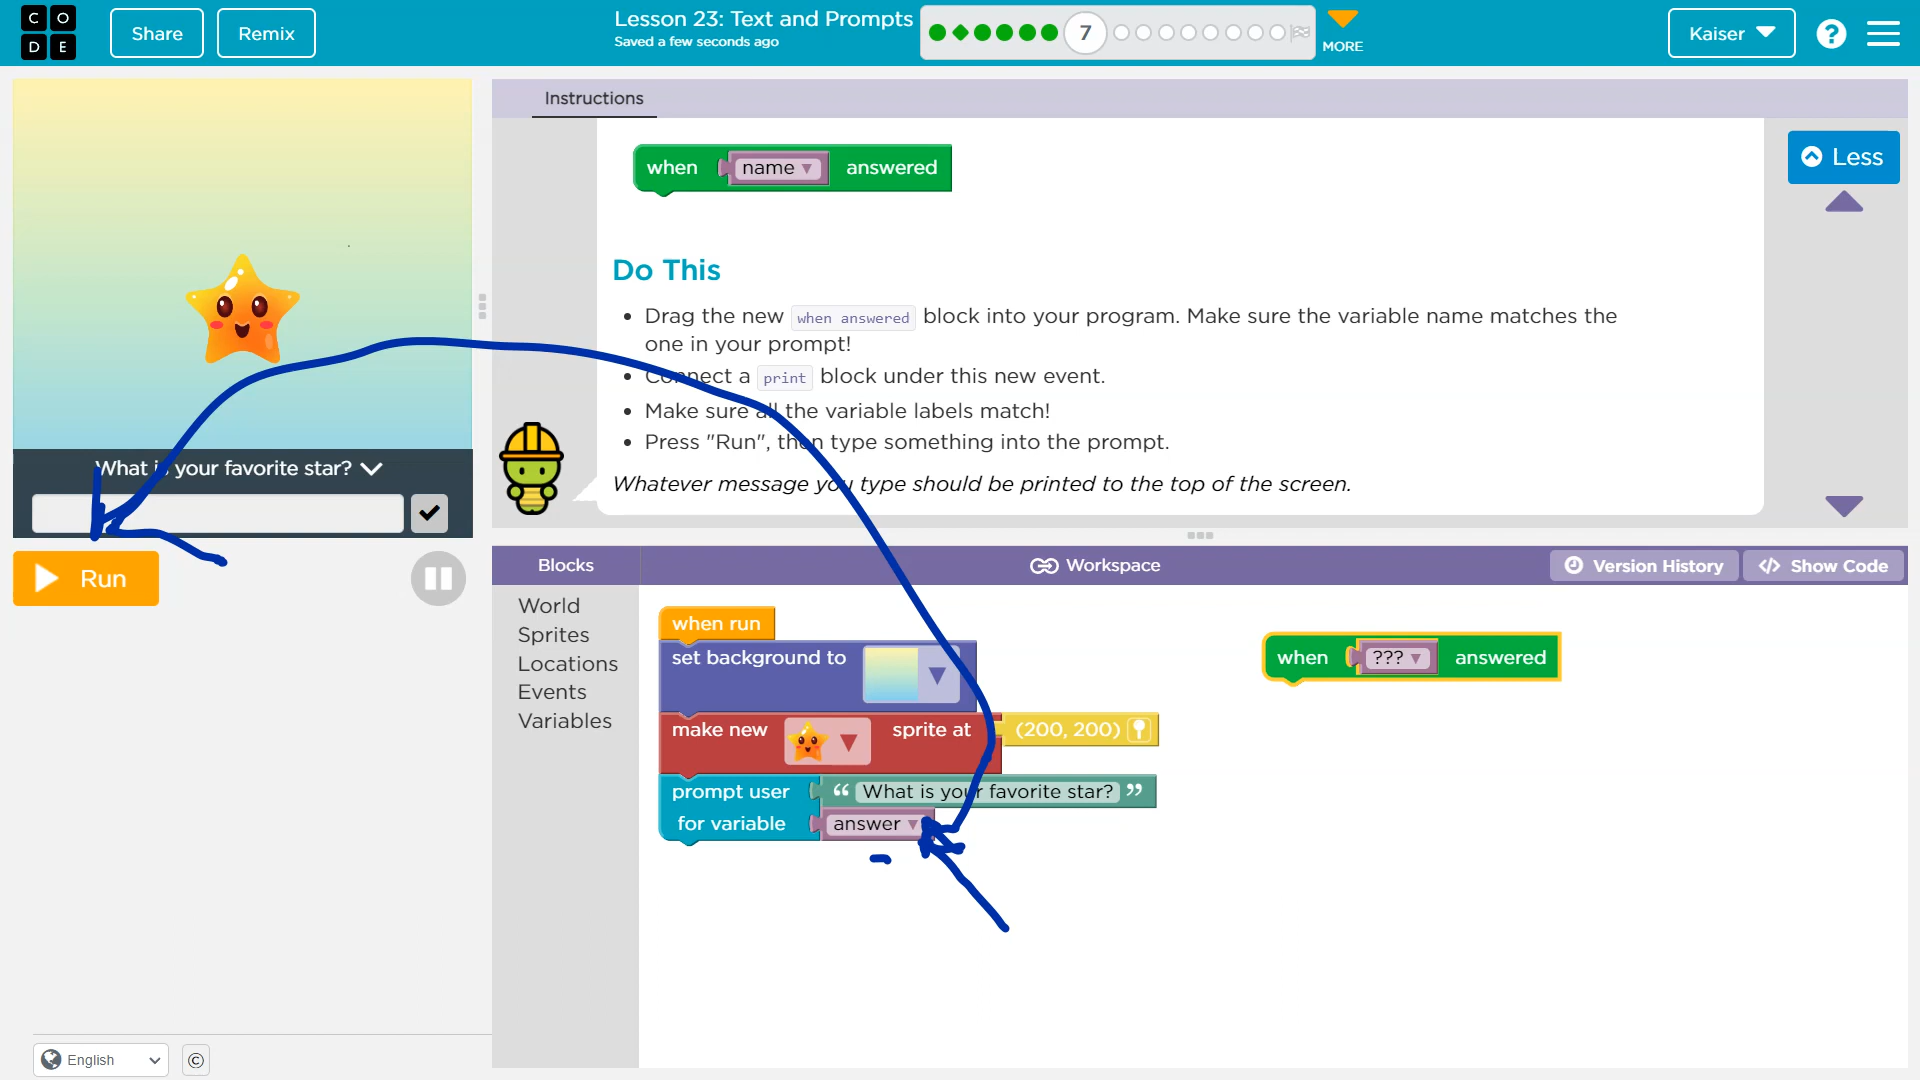 CODE
Share
Remix
Lesson 23: Text and Prompts
Saved a few seconds ago
7
MORE
Kaiser
?
Instructions
when name answered
Less
Do This
Drag the new when answered block into your program. Make sure the variable name matches the
one in your prompt!
Connect a print block under this new event.
Make sure all the variable labels match!
Press "Run", then type something into the prompt.
Whatever message you type should be printed to the top of the screen.
What is your favorite star?
Run
Blocks
Workspace
Version History
Show Code
World
Sprites
Locations
Events
Variables
when run
set background to
make new sprite at (200, 200)
prompt user “ What is your favorite star? ”
for variable answer
when ??? answered
English
©